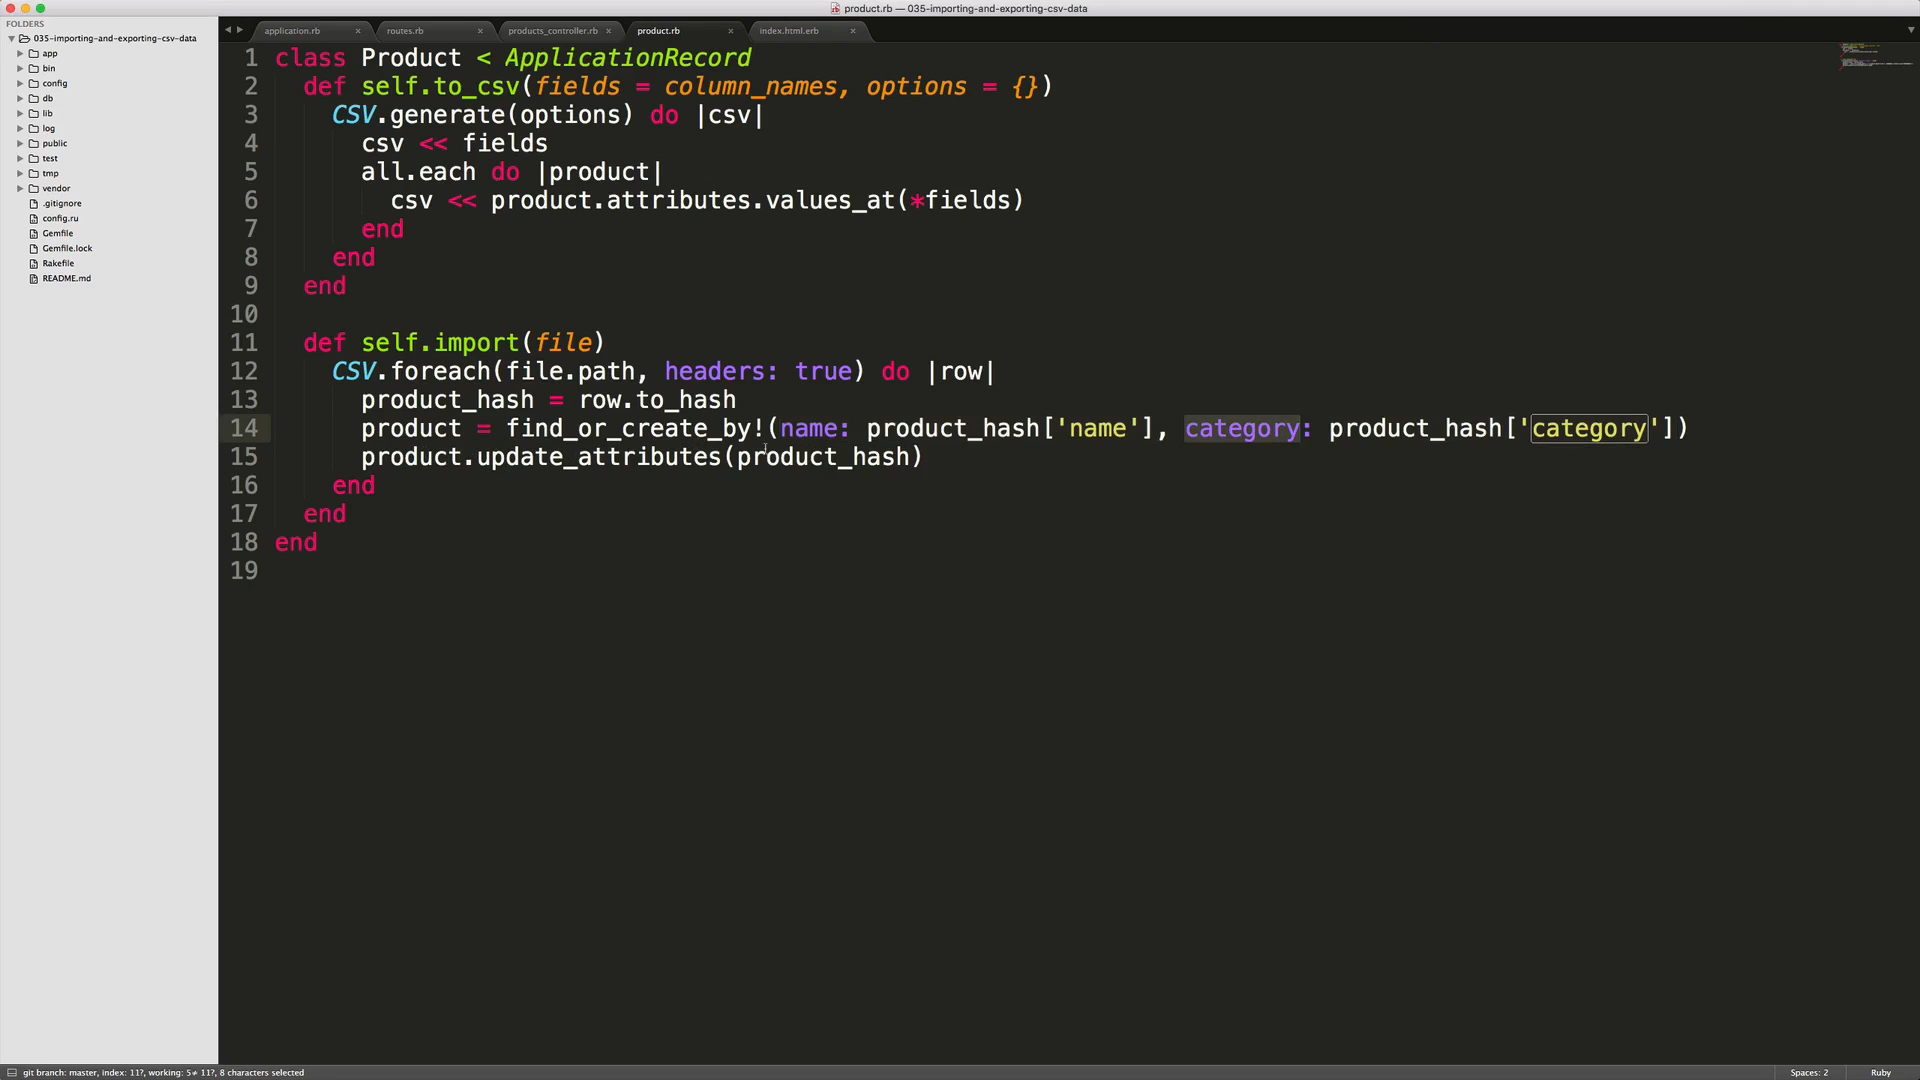 product.rb — 035-importing-and-exporting-csv-data
FOLDERS
035-importing-and-exporting-csv-data
app
bin
config
db
lib
log
public
test
tmp
vendor
.gitignore
config.ru
Gemfile
Gemfile.lock
Rakefile
README.md
application.rb × routes.rb × products_controller.rb × product.rb × index.html.erb ×
1 class Product < ApplicationRecord
2   def self.to_csv(fields = column_names, options = {})
3     CSV.generate(options) do |csv|
4       csv << fields
5       all.each do |product|
6         csv << product.attributes.values_at(*fields)
7       end
8     end
9   end
10
11   def self.import(file)
12     CSV.foreach(file.path, headers: true) do |row|
13       product_hash = row.to_hash
14       product = find_or_create_by!(name: product_hash['name'], category: product_hash['category'])
15       product.update_attributes(product_hash)
16     end
17   end
18 end
19
git branch: master, index: 11?, working: 5≠ 11?, 8 characters selected
Spaces: 2
Ruby